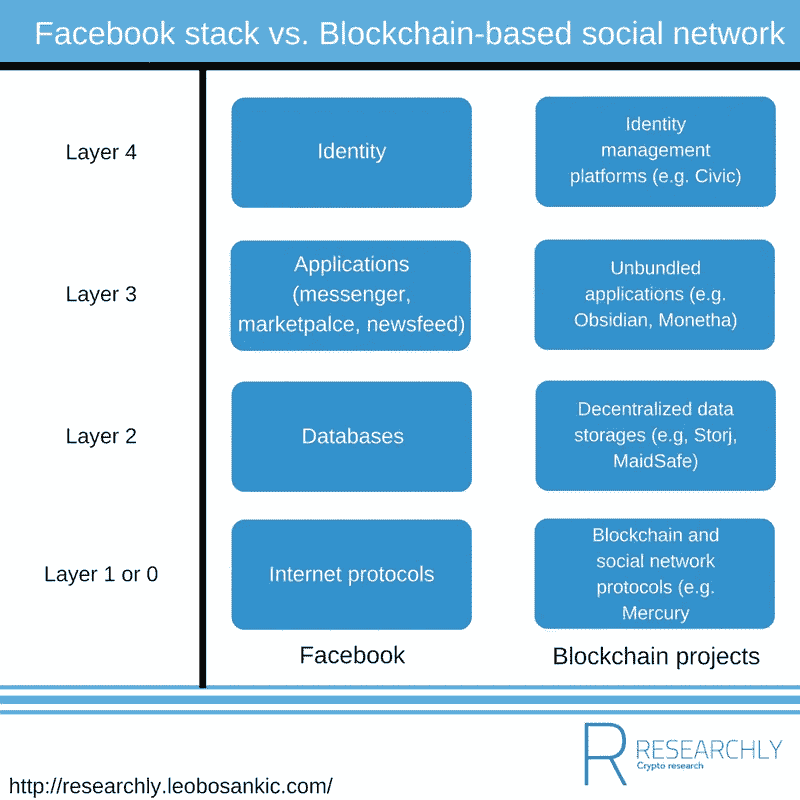 Facebook stack vs. Blockchain-based social network
Layer 4
Identity
Identity
management
platforms (e.g. Civic)
Layer 3
Applications
(messenger,
marketpalce, newsfeed)
Unbundled
applications (e.g.
Obsidian, Monetha)
Layer 2
Databases
Decentralized data
storages (e.g, Storj,
MaidSafe)
Layer 1 or 0
Internet protocols
Blockchain and
social network
protocols (e.g.
Mercury
Facebook
Blockchain projects
R RESEARCHLY
Crypto research
http://researchly.leobosankic.com/